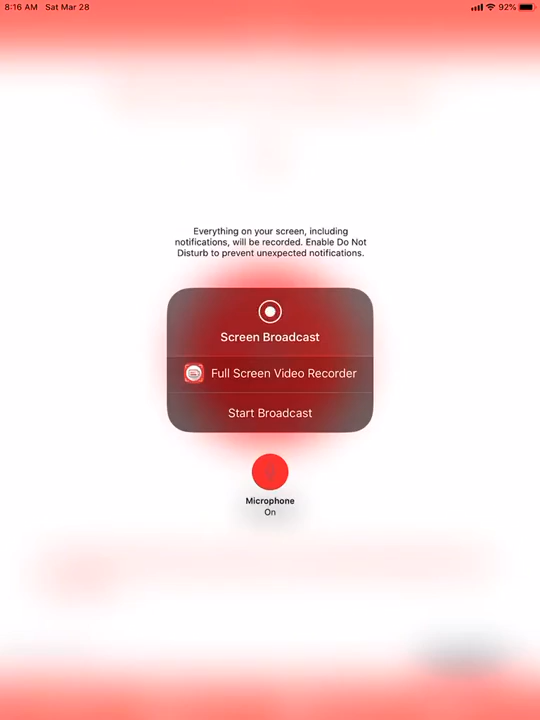 8:16 AM Sat Mar 28
92%
Everything on your screen, including
notifications, will be recorded. Enable Do Not
Disturb to prevent unexpected notifications.
Screen Broadcast
Full Screen Video Recorder
Start Broadcast
Microphone
On